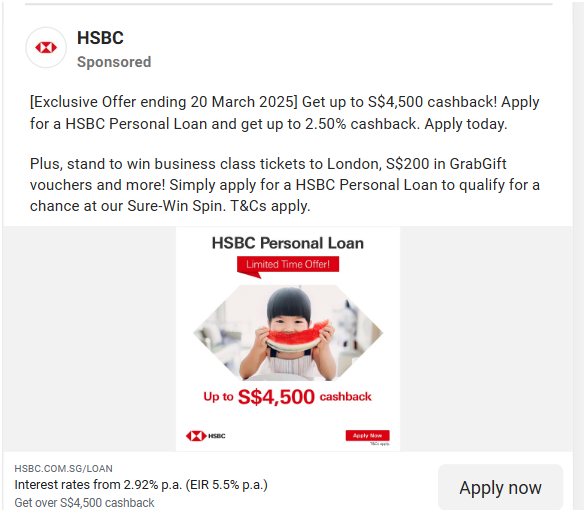 HSBC
Sponsored
[Exclusive Offer ending 20 March 2025] Get up to S$4,500 cashback! Apply
for a HSBC Personal Loan and get up to 2.50% cashback. Apply today.
Plus, stand to win business class tickets to London, S$200 in GrabGift
vouchers and more! Simply apply for a HSBC Personal Loan to qualify for a
chance at our Sure-Win Spin. T&Cs apply.
HSBC Personal Loan
Limited Time Offer!
Up to S$4,500 cashback
HSBC
Apply Now
T&Cs apply
HSBC.COM.SG/LOAN
Interest rates from 2.92% p.a. (EIR 5.5% p.a.)
Get over S$4,500 cashback
Apply now